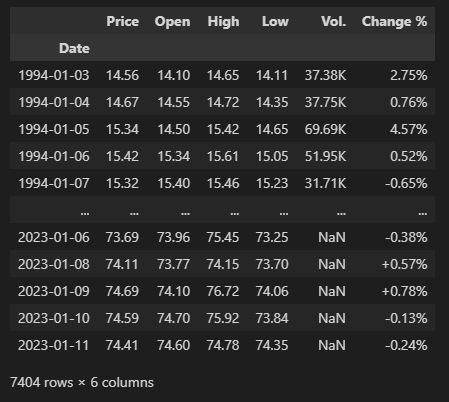 Price Open High Low Vol. Change %
Date
1994-01-03 14.56 14.10 14.65 14.11 37.38K 2.75%
1994-01-04 14.67 14.55 14.72 14.35 37.75K 0.76%
1994-01-05 15.34 14.50 15.42 14.65 69.69K 4.57%
1994-01-06 15.42 15.34 15.61 15.05 51.95K 0.52%
1994-01-07 15.32 15.40 15.46 15.23 31.71K -0.65%
... ... ... ... ... ... ...
2023-01-06 73.69 73.96 75.45 73.25 NaN -0.38%
2023-01-08 74.11 73.77 74.15 73.70 NaN +0.57%
2023-01-09 74.69 74.10 76.72 74.06 NaN +0.78%
2023-01-10 74.59 74.70 75.92 73.84 NaN -0.13%
2023-01-11 74.41 74.60 74.78 74.35 NaN -0.24%
7404 rows × 6 columns